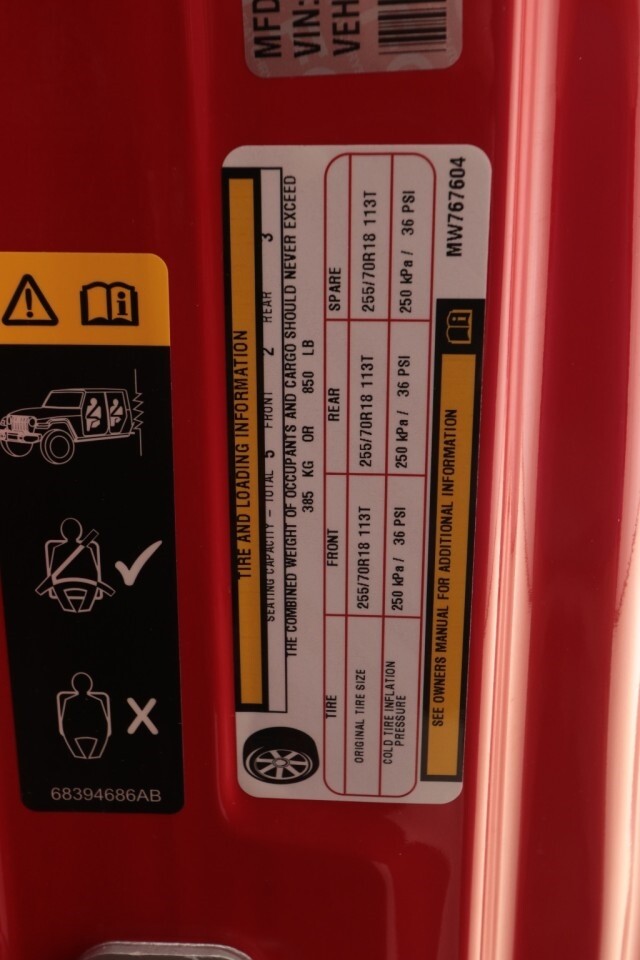 MFD
VIN:
VEH
TIRE AND LOADING INFORMATION
SEATING CAPACITY – TOTAL 5 FRONT 2 REAR 3
THE COMBINED WEIGHT OF OCCUPANTS AND CARGO SHOULD NEVER EXCEED
385 KG OR 850 LB
TIRE FRONT REAR SPARE
ORIGINAL TIRE SIZE 255/70R18 113T 255/70R18 113T 255/70R18 113T
COLD TIRE INFLATION
PRESSURE 250 kPa / 36 PSI 250 kPa / 36 PSI 250 kPa / 36 PSI
SEE OWNERS MANUAL FOR ADDITIONAL INFORMATION
MW767604
68394686AB